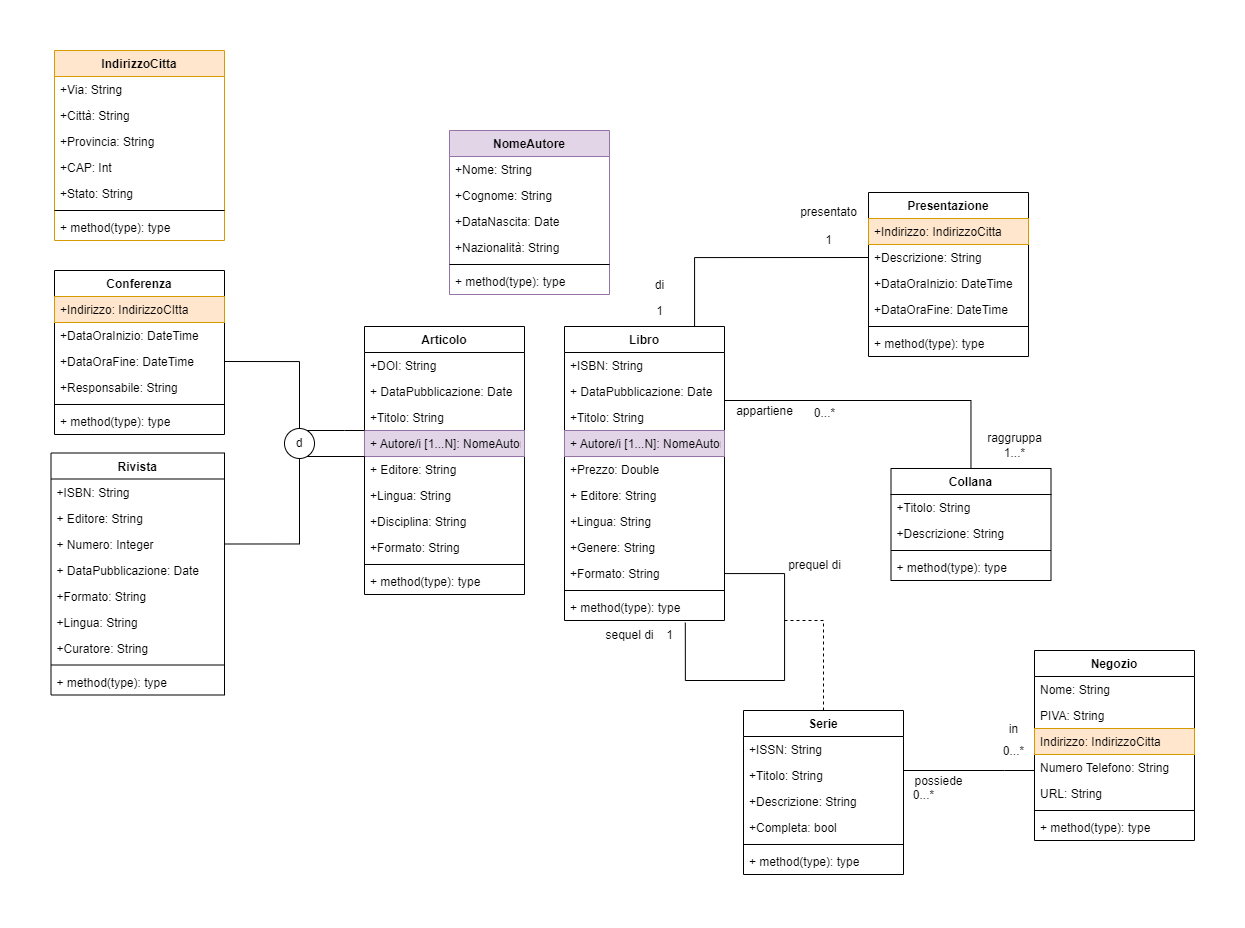 IndirizzoCitta
+Via: String
+Città: String
+Provincia: String
+CAP: Int
+Stato: String
+ method(type): type
NomeAutore
+Nome: String
+Cognome: String
+DataNascita: Date
+Nazionalità: String
+ method(type): type
presentato
1
di
1
Presentazione
+Indirizzo: IndirizzoCitta
+Descrizione: String
+DataOraInizio: DateTime
+DataOraFine: DateTime
+ method(type): type
Conferenza
+Indirizzo: IndirizzoCItta
+DataOraInizio: DateTime
+DataOraFine: DateTime
+Responsabile: String
+ method(type): type
d
Rivista
+ISBN: String
+ Editore: String
+ Numero: Integer
+ DataPubblicazione: Date
+Formato: String
+Lingua: String
+Curatore: String
+ method(type): type
Articolo
+DOI: String
+ DataPubblicazione: Date
+Titolo: String
+ Autore/i [1...N]: NomeAuto
+ Editore: String
+Lingua: String
+Disciplina: String
+Formato: String
+ method(type): type
Libro
+ISBN: String
+ DataPubblicazione: Date
+Titolo: String
+ Autore/i [1...N]: NomeAuto
+Prezzo: Double
+ Editore: String
+Lingua: String
+Genere: String
+Formato: String
+ method(type): type
appartiene 0...*
raggruppa
1...*
Collana
+Titolo: String
+Descrizione: String
+ method(type): type
prequel di
sequel di 1
Serie
+ISSN: String
+Titolo: String
+Descrizione: String
+Completa: bool
+ method(type): type
possiede
0...*
in
0...*
Negozio
Nome: String
PIVA: String
Indirizzo: IndirizzoCitta
Numero Telefono: String
URL: String
+ method(type): type